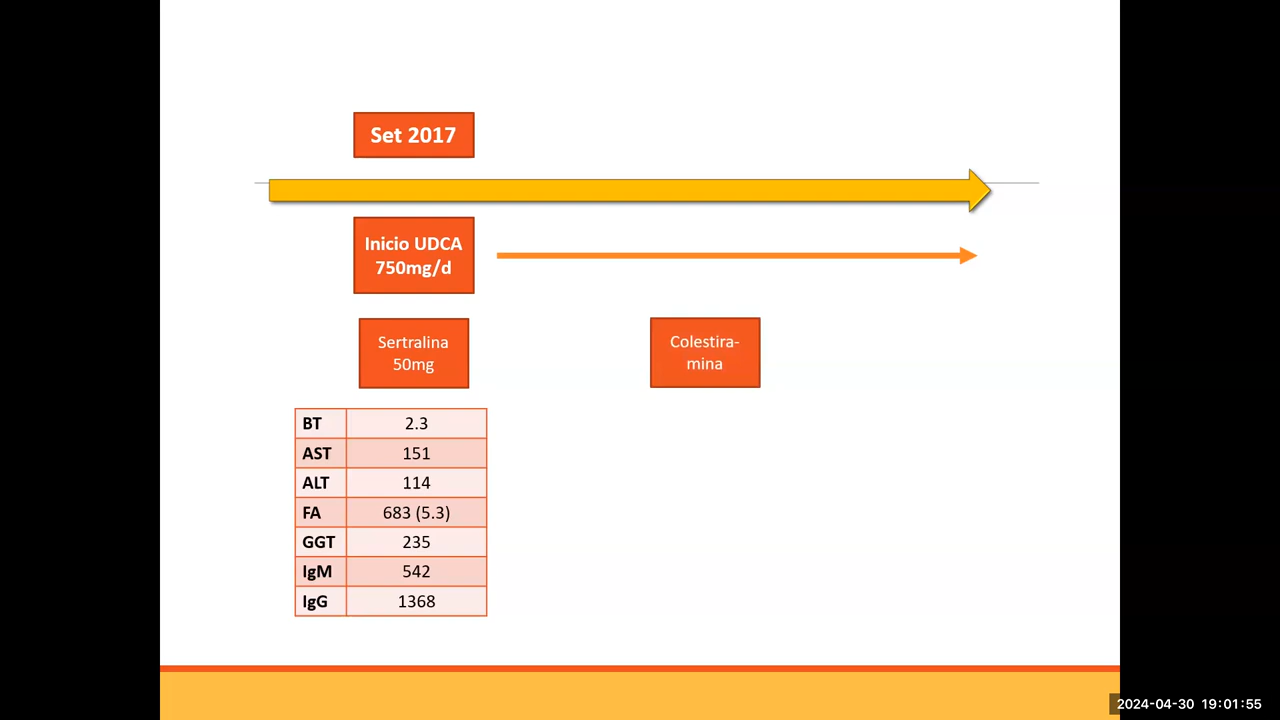 Set 2017
Inicio UDCA
750mg/d
Sertralina
50mg
Colestira-
mina
BT 2.3
AST 151
ALT 114
FA 683 (5.3)
GGT 235
IgM 542
IgG 1368
2024-04-30 19:01:55